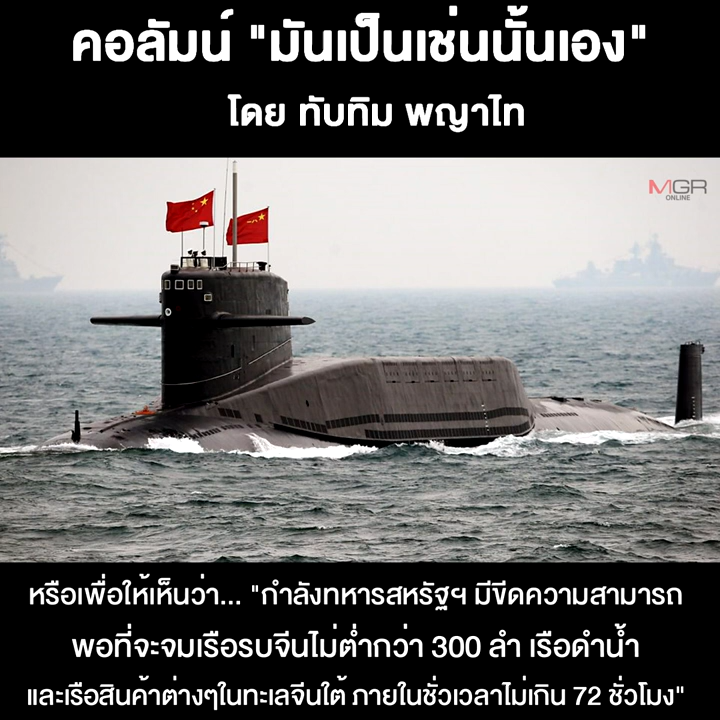 คอลัมน์ "มันเป็นเช่นนั้นเอง"
โดย ทับทิม พญาไท
MGR
ONLINE
หรือเพื่อให้เห็นว่า... "กำลังทหารสหรัฐฯ มีขีดความสามารถ
พอที่จะจมเรือรบจีนไม่ต่ำกว่า 300 ลำ เรือดำน้ำ
และเรือสินค้าต่างๆในทะเลจีนใต้ ภายในชั่วเวลาไม่เกิน 72 ชั่วโมง"